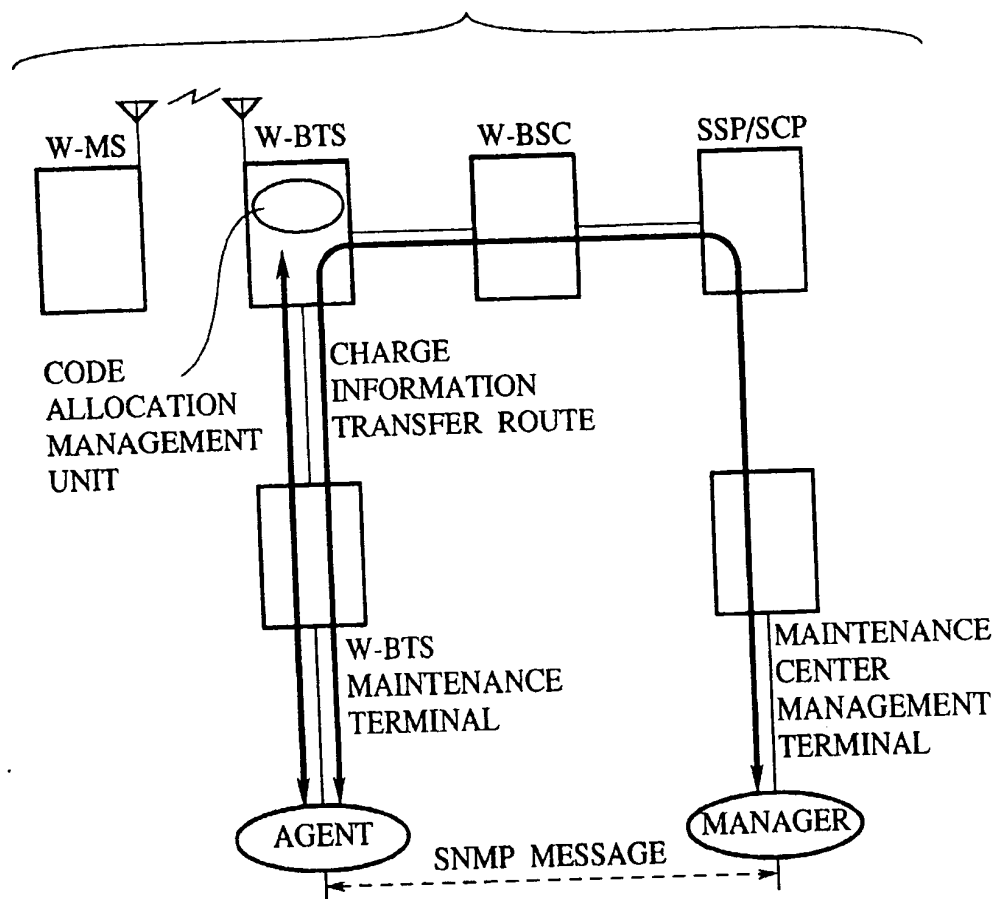 W-MS
W-BTS
W-BSC
SSP/SCP
CODE
ALLOCATION
MANAGEMENT
UNIT
CHARGE
INFORMATION
TRANSFER ROUTE
W-BTS
MAINTENANCE
TERMINAL
MAINTENANCE
CENTER
MANAGEMENT
TERMINAL
AGENT
MANAGER
SNMP MESSAGE